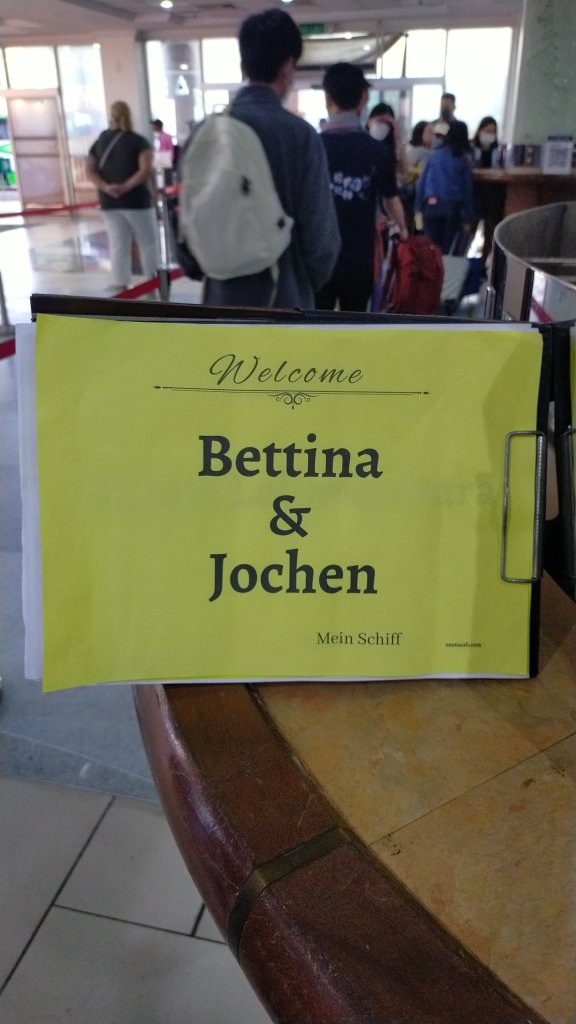 Welcome
Bettina
&
Jochen
Mein Schiff